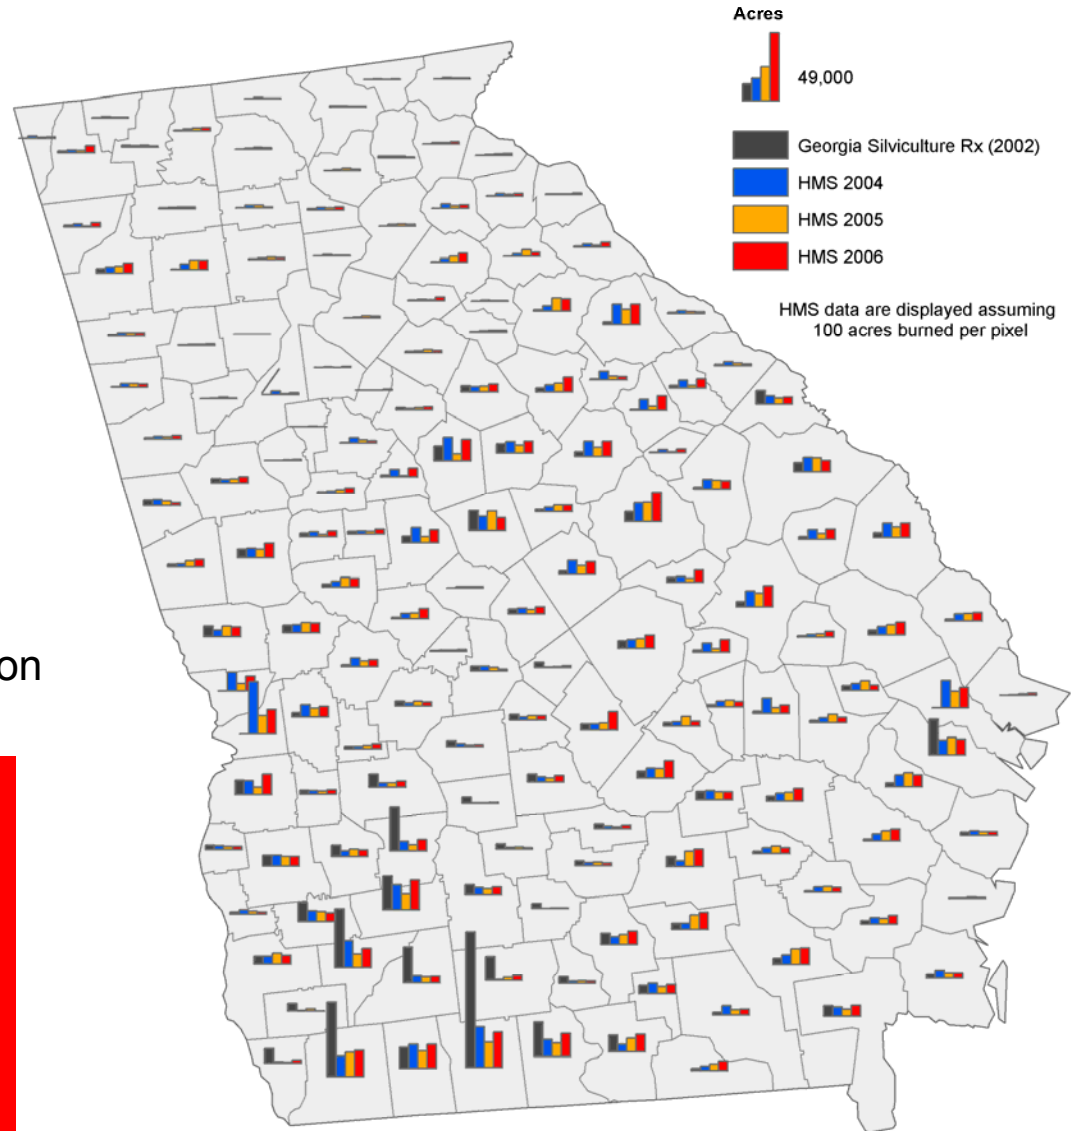 Acres
49,000
Georgia Silviculture Rx (2002)
HMS 2004
HMS 2005
HMS 2006
HMS data are displayed assuming
100 acres burned per pixel
on